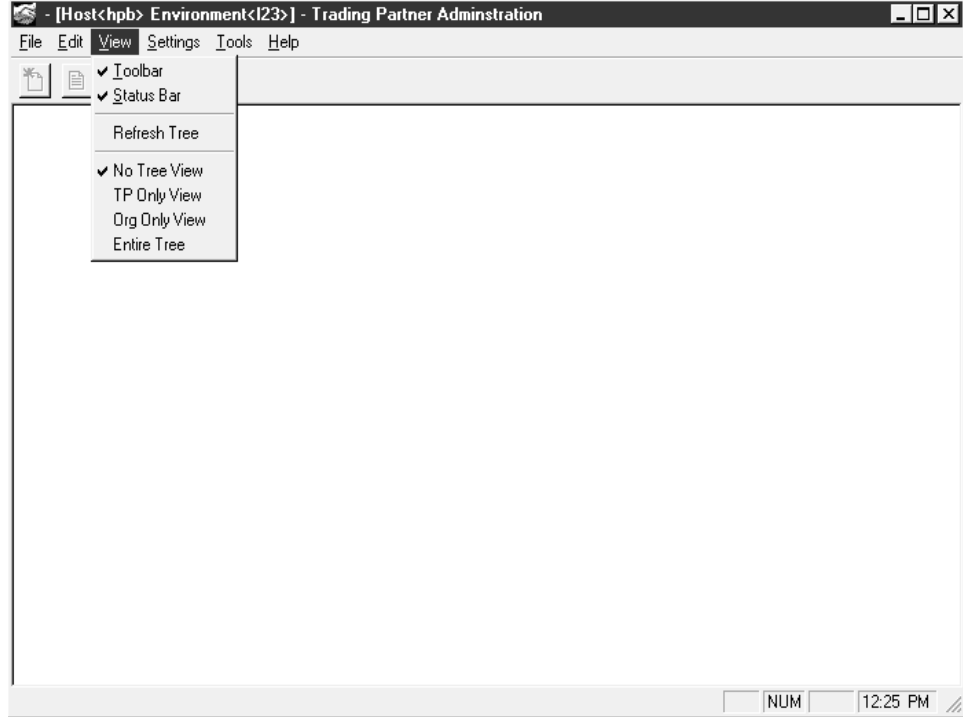 - [Host<hpb> Environment<l23>] - Trading Partner Adminstration
File Edit View Settings Tools Help
Toolbar
Status Bar
Refresh Tree
No Tree View
TP Only View
Org Only View
Entire Tree
NUM 12:25 PM